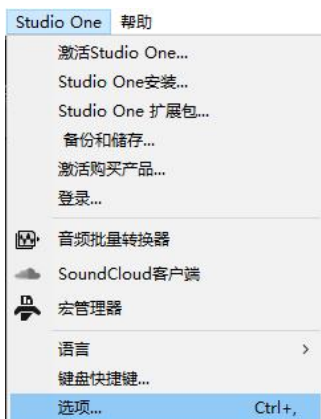 Studio One 帮助
激活Studio One...
Studio One安装...
Studio One 扩展包...
备份和储存...
激活购买产品...
登录...
音频批量转换器
SoundCloud客户端
宏管理器
语言 >
键盘快捷键...
选项... Ctrl+,